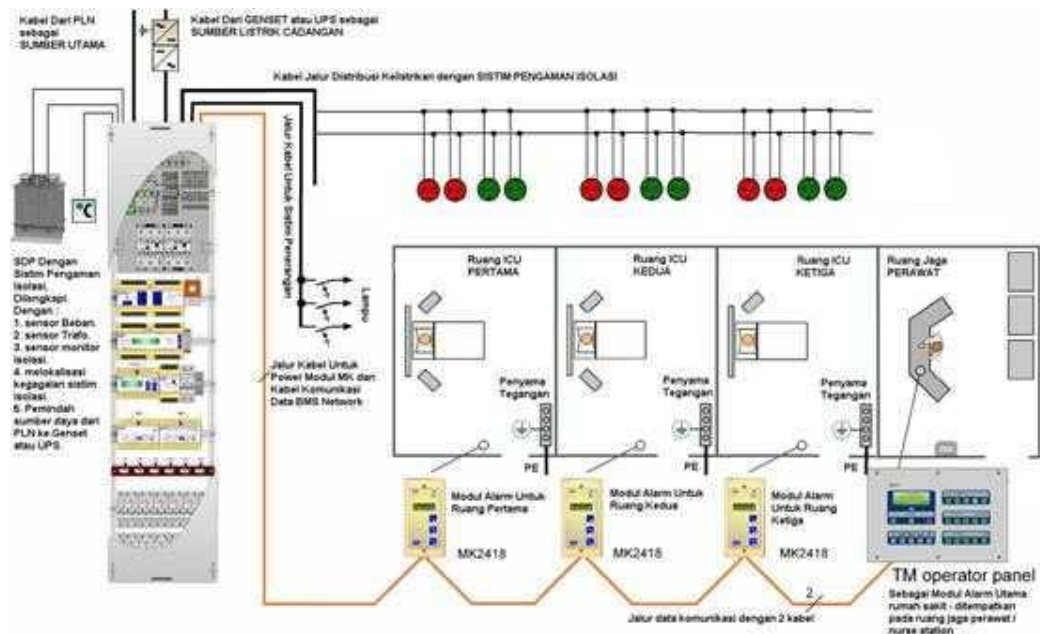 Kabel Dari PLN
sebagai
SUMBER UTAMA
Kabel Dari GENSET atau UPS sebagai
SUMBER LISTRIK CADANGAN
Kabel Jalur Distribusi Kelistrikan dengan SISTIM PENGAMAN ISOLASI
Jalur Kabel Untuk Sistim Penerangan
Lampu
°C
SDP Dengan
Sistim Pengaman
Isolasi,
Dilengkapi
Dengan :
1. sensor Beban.
2. sensor Trafo.
3. sensor monitor
isolasi.
4. melokalisasi
kegagalan sistim
isolasi.
5. Pemindah
sumber daya dari
PLN ke Genset
atau UPS.
Jalur Kabel Untuk
Power Modul MK dan
Kabel Komunikasi
Data BMS Network
Ruang ICU
PERTAMA
Ruang ICU
KEDUA
Ruang ICU
KETIGA
Ruang Jaga
PERAWAT
Penyama
Tegangan
Penyama
Tegangan
Penyama
Tegangan
PE
PE
PE
Modul Alarm Untuk
Ruang Pertama
MK2418
Modul Alarm Untuk
Ruang Kedua
MK2418
Modul Alarm
Untuk Ruang
Ketiga
MK2418
2
Jalur data komunikasi dengan 2 kabel
TM operator panel
Sebagai Modul Alarm Utama
rumah sakit - ditempatkan
pada ruang jaga perawat /
nurse station